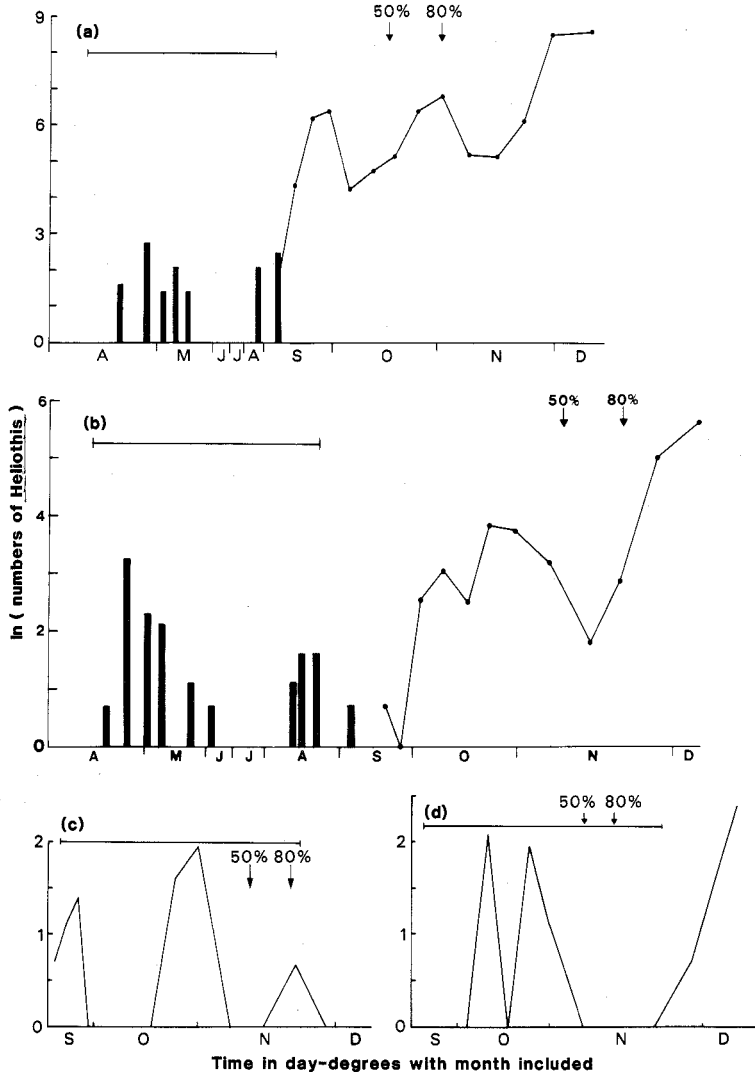 50% 80%
(a)
9
6
3
0
A M J J A S O N D
50% 80%
(b)
6
4
2
0
A M J J A S O N D
ln ( numbers of Heliothis )
50% 80%
(c)
2
1
0
S O N D
50% 80%
(d)
2
1
0
S O N D
Time in day-degrees with month included